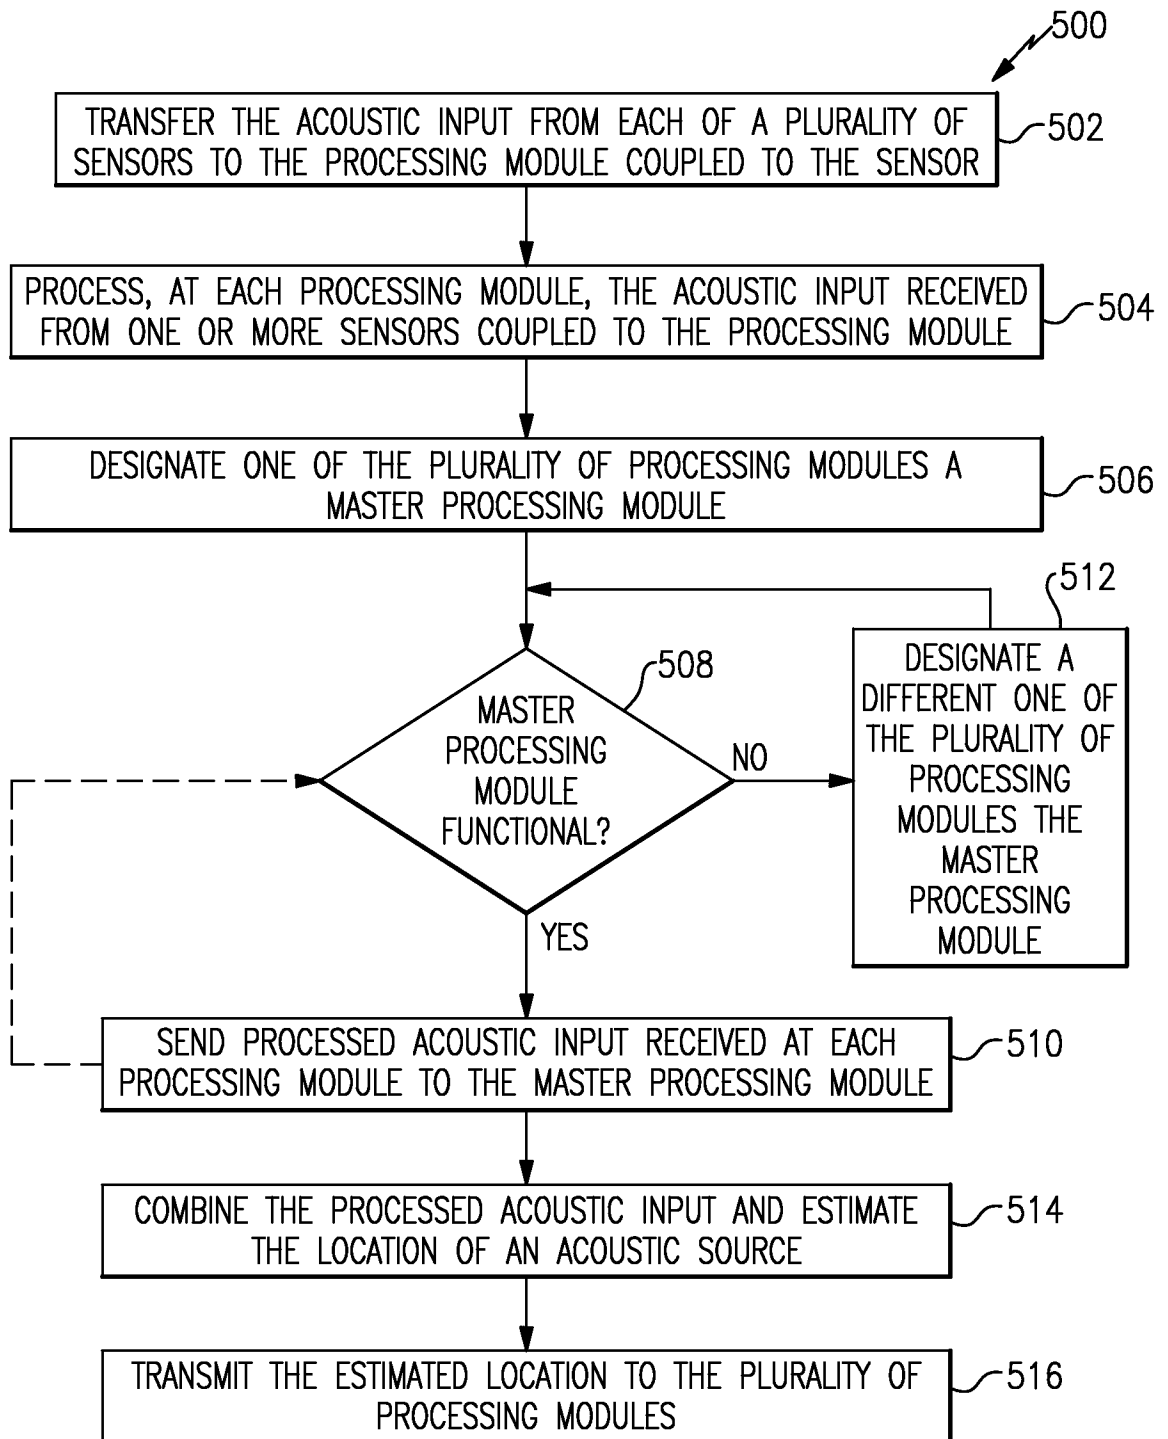 500
TRANSFER THE ACOUSTIC INPUT FROM EACH OF A PLURALITY OF
SENSORS TO THE PROCESSING MODULE COUPLED TO THE SENSOR
502
PROCESS, AT EACH PROCESSING MODULE, THE ACOUSTIC INPUT RECEIVED
FROM ONE OR MORE SENSORS COUPLED TO THE PROCESSING MODULE
504
DESIGNATE ONE OF THE PLURALITY OF PROCESSING MODULES A
MASTER PROCESSING MODULE
506
508
MASTER
PROCESSING
MODULE
FUNCTIONAL?
NO
YES
512
DESIGNATE A
DIFFERENT ONE OF
THE PLURALITY OF
PROCESSING
MODULES THE
MASTER
PROCESSING
MODULE
SEND PROCESSED ACOUSTIC INPUT RECEIVED AT EACH
PROCESSING MODULE TO THE MASTER PROCESSING MODULE
510
COMBINE THE PROCESSED ACOUSTIC INPUT AND ESTIMATE
THE LOCATION OF AN ACOUSTIC SOURCE
514
TRANSMIT THE ESTIMATED LOCATION TO THE PLURALITY OF
PROCESSING MODULES
516